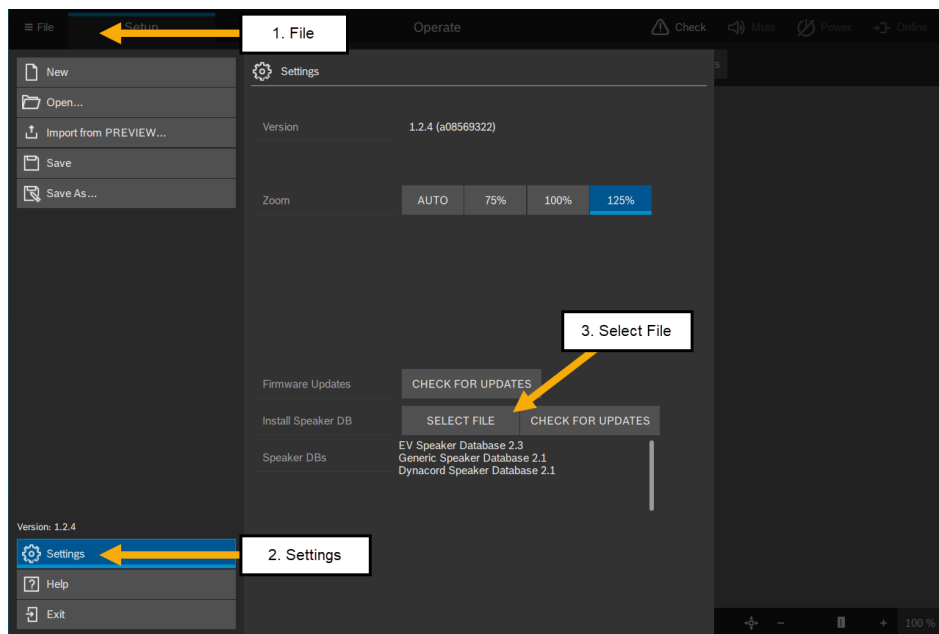 ≡ File
Setup
1. File
Operate
Check
Mute
Power
Online
New
Open...
Import from PREVIEW...
Save
Save As...
Settings
s
Version
1.2.4 (a08569322)
Zoom
AUTO
75%
100%
125%
3. Select File
Firmware Updates
CHECK FOR UPDATES
Install Speaker DB
SELECT FILE
CHECK FOR UPDATES
Speaker DBs
EV Speaker Database 2.3
Generic Speaker Database 2.1
Dynacord Speaker Database 2.1
Version: 1.2.4
Settings
2. Settings
Help
Exit
100 %